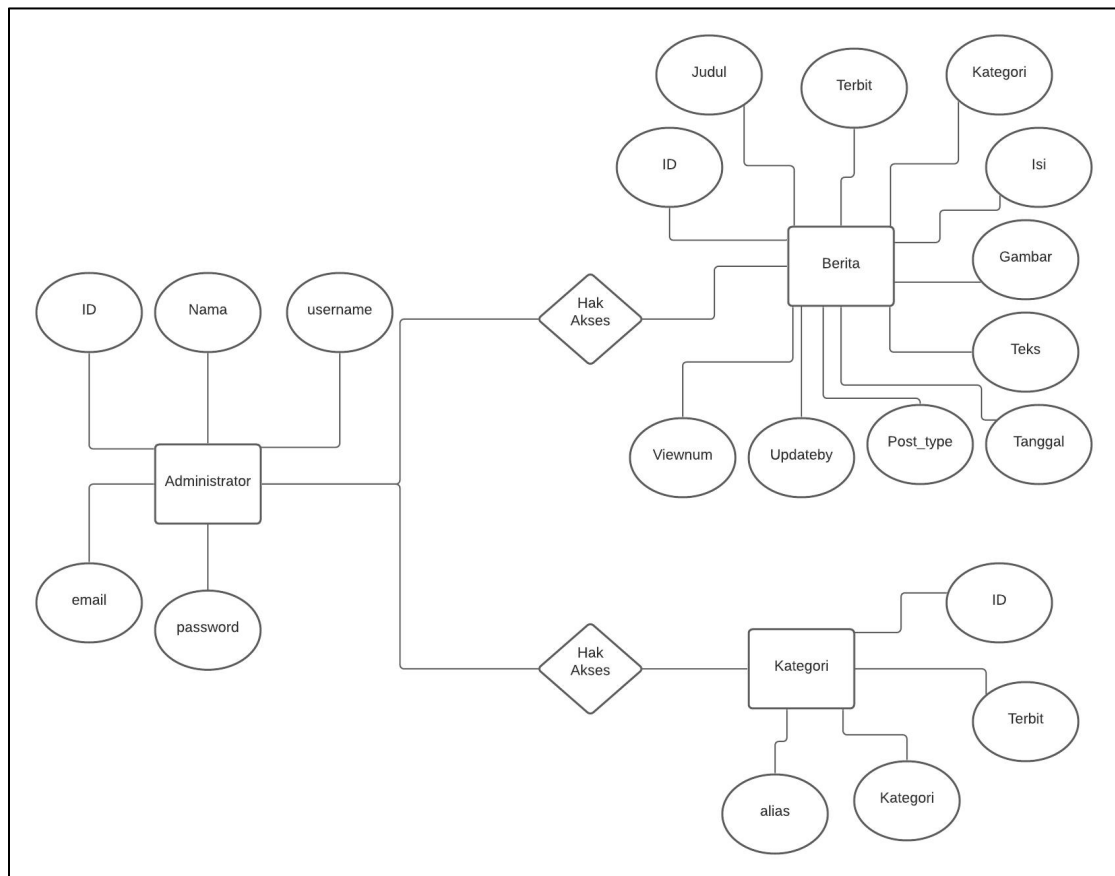 Judul
Terbit
Kategori
ID
Isi
Berita
Gambar
Hak
Akses
ID
Nama
username
Teks
Viewnum
Updateby
Post_type
Tanggal
Administrator
email
password
Hak
Akses
Kategori
ID
Terbit
alias
Kategori